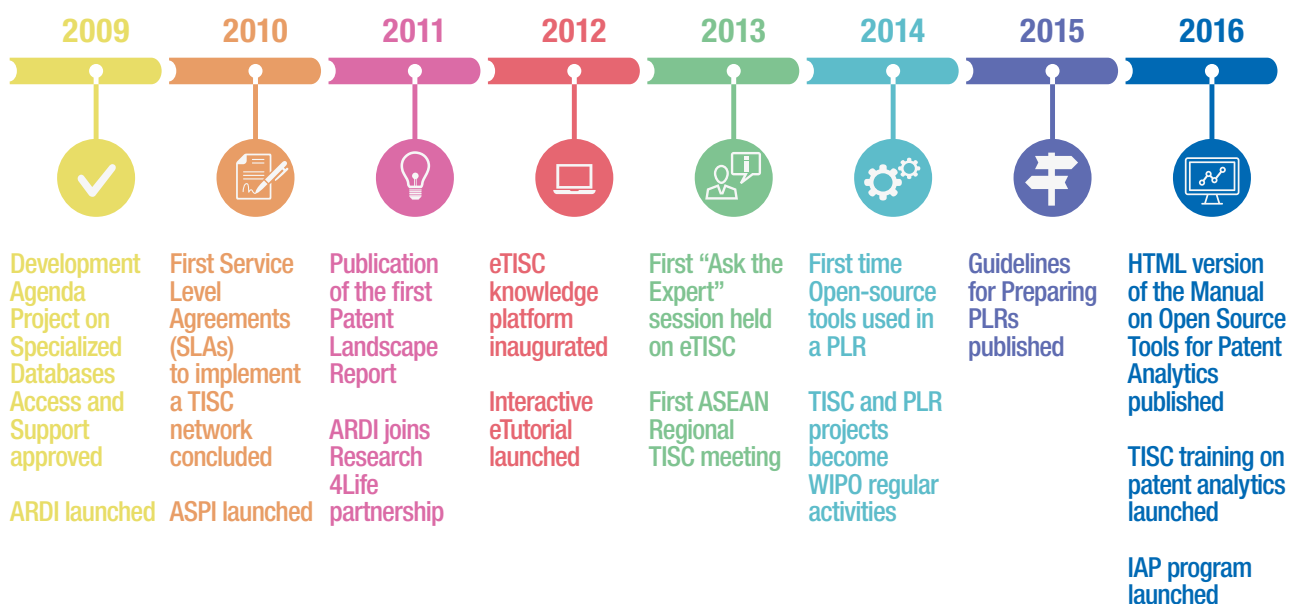 2009
2010
2011
2012
2013
2014
2015
2016
Development
Agenda
Project on
Specialized
Databases
Access and
Support
approved
ARDI launched
First Service
Level
Agreements
(SLAs)
to implement
a TISC
network
concluded
ASPI launched
Publication
of the first
Patent
Landscape
Report
ARDI joins
Research
4Life
partnership
eTISC
knowledge
platform
inaugurated
Interactive
eTutorial
launched
First “Ask the
Expert”
session held
on eTISC
First ASEAN
Regional
TISC meeting
First time
Open-source
tools used in
a PLR
TISC and PLR
projects
become
WIPO regular
activities
Guidelines
for Preparing
PLRs
published
HTML version
of the Manual
on Open Source
Tools for Patent
Analytics
published
TISC training on
patent analytics
launched
IAP program
launched